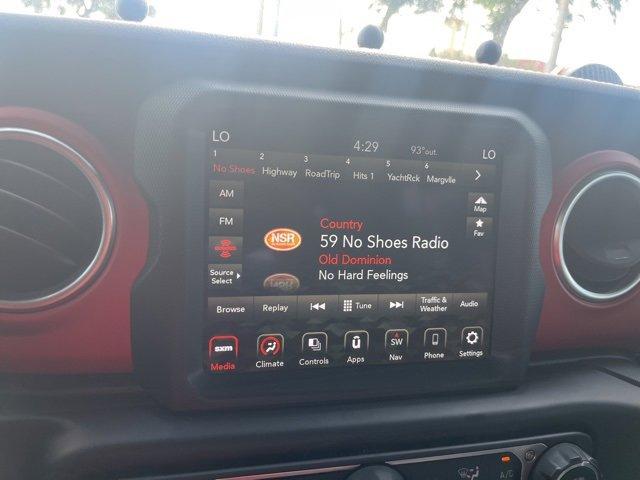 LO 4:29 93° out. LO
1 2 3 4 5 6
No Shoes Highway RoadTrip Hits 1 YachtRck Margvlle
AM
Map
FM
Fav
Country
NSR
59 No Shoes Radio
Old Dominion
No Hard Feelings
Source
Select
Browse Replay Tune Traffic & Weather Audio
sxm ū SW
Media Climate Controls Apps Nav Phone Settings
A/C